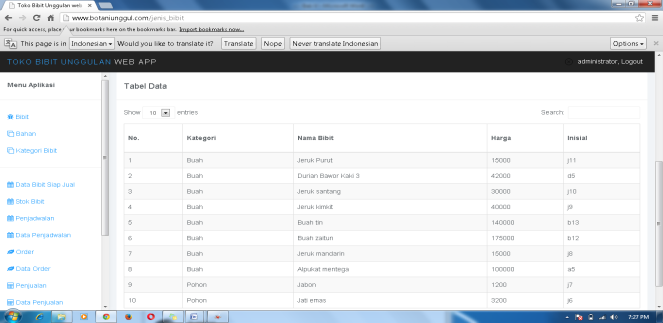 Toko Bibit Unggulan web ap
www.botaniunggul.com/jenis_bibit
For quick access, place your bookmarks here on the bookmarks bar. Import bookmarks now...
This page is in Indonesian Would you like to translate it? Translate Nope Never translate Indonesian Options
TOKO BIBIT UNGGULAN WEB APP administrator, Logout
Menu Aplikasi
Bibit
Bahan
Kategori Bibit
Data Bibit Siap Jual
Stok Bibit
Penjadwalan
Data Penjadwalan
Order
Data Order
Penjualan
Data Penjualan
Tabel Data
Show 10 entries Search:
No. Kategori Nama Bibit Harga Inisial
1 Buah Jeruk Purut 15000 j11
2 Buah Durian Bawor Kaki 3 42000 d5
3 Buah Jeruk santang 30000 j10
4 Buah Jeruk kimkit 40000 j9
5 Buah Buah tin 140000 b13
6 Buah Buah zaitun 175000 b12
7 Buah Jeruk mandarin 15000 j8
8 Buah Alpukat mentega 100000 a5
9 Pohon Jabon 1200 j7
10 Pohon Jati emas 3200 j6
7:27 PM